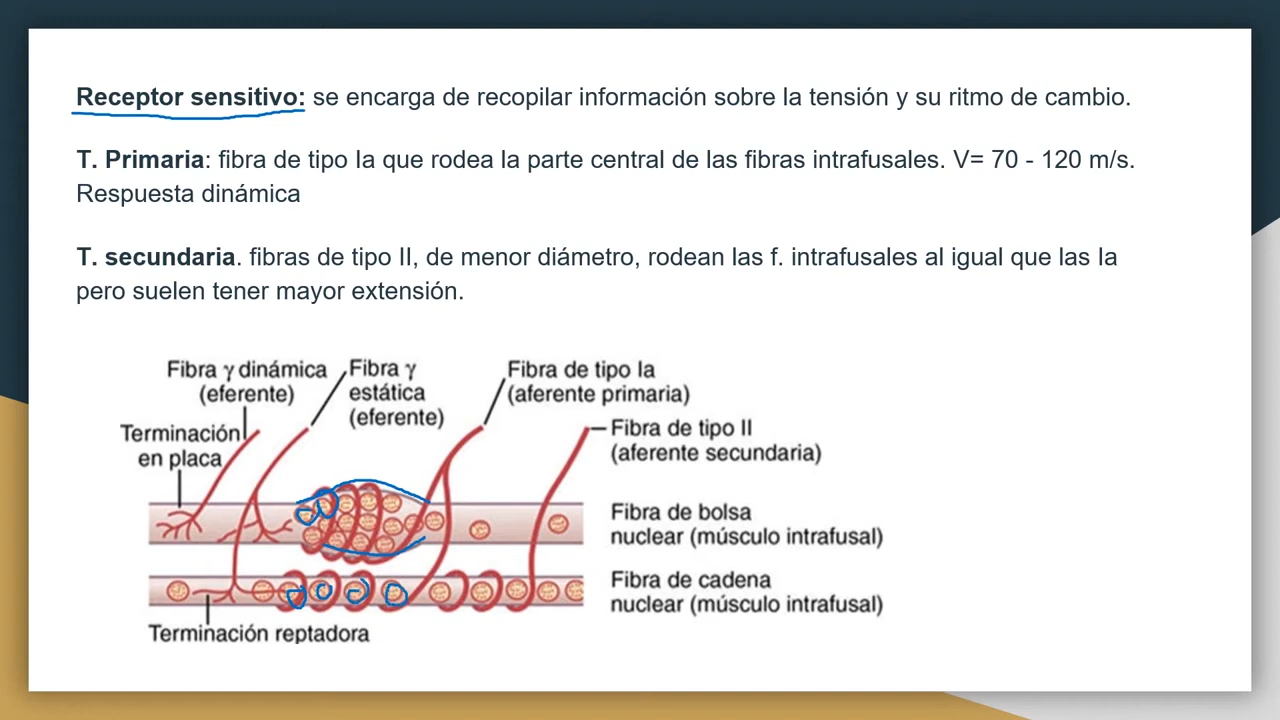 Receptor sensitivo: se encarga de recopilar información sobre la tensión y su ritmo de cambio.
T. Primaria: fibra de tipo Ia que rodea la parte central de las fibras intrafusales. V= 70 - 120 m/s.
Respuesta dinámica
T. secundaria. fibras de tipo II, de menor diámetro, rodean las f. intrafusales al igual que las Ia
pero suelen tener mayor extensión.
Fibra γ dinámica
(eferente)
Fibra γ
estática
(eferente)
Fibra de tipo Ia
(aferente primaria)
Terminación
en placa
Fibra de tipo II
(aferente secundaria)
Fibra de bolsa
nuclear (músculo intrafusal)
Fibra de cadena
nuclear (músculo intrafusal)
Terminación reptadora